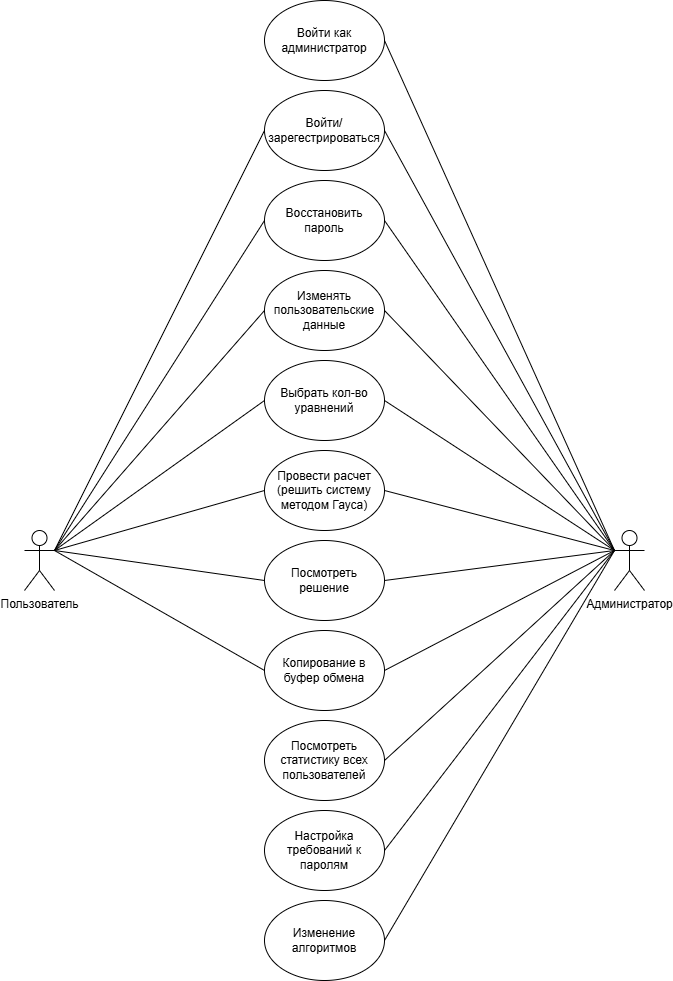 Войти как
администратор
Войти/
зарегестрироваться
Восстановить
пароль
Изменять
пользовательские
данные
Выбрать кол-во
уравнений
Провести расчет
(решить систему
методом Гауса)
Посмотреть
решение
Пользователь
Администратор
Копирование в
буфер обмена
Посмотреть
статистику всех
пользователей
Настройка
требований к
паролям
Изменение
алгоритмов